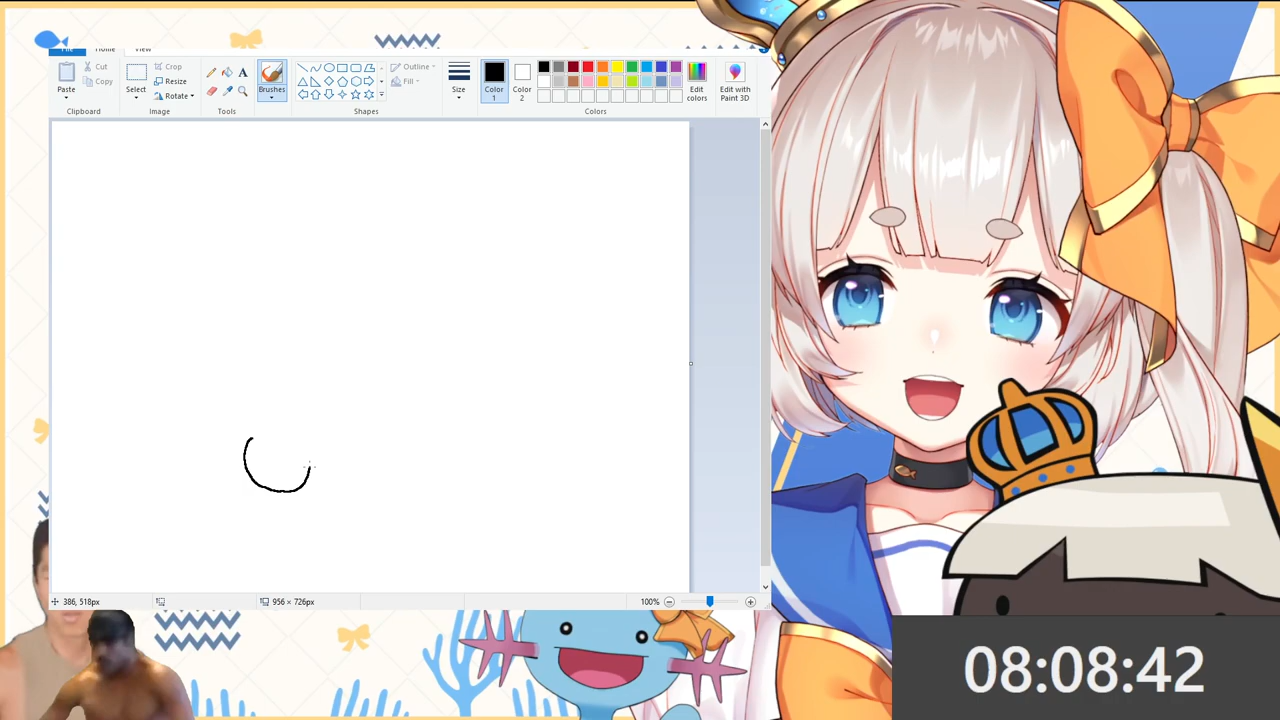 File Home View
Cut
Copy
Paste
Clipboard
Select
Crop
Resize
Rotate
Image
Tools
Brushes
Outline
Fill
Shapes
Size
Color
1
Color
2
Edit
colors
Edit with
Paint 3D
Colors
386, 518px
956 × 726px
100%
08:08:42